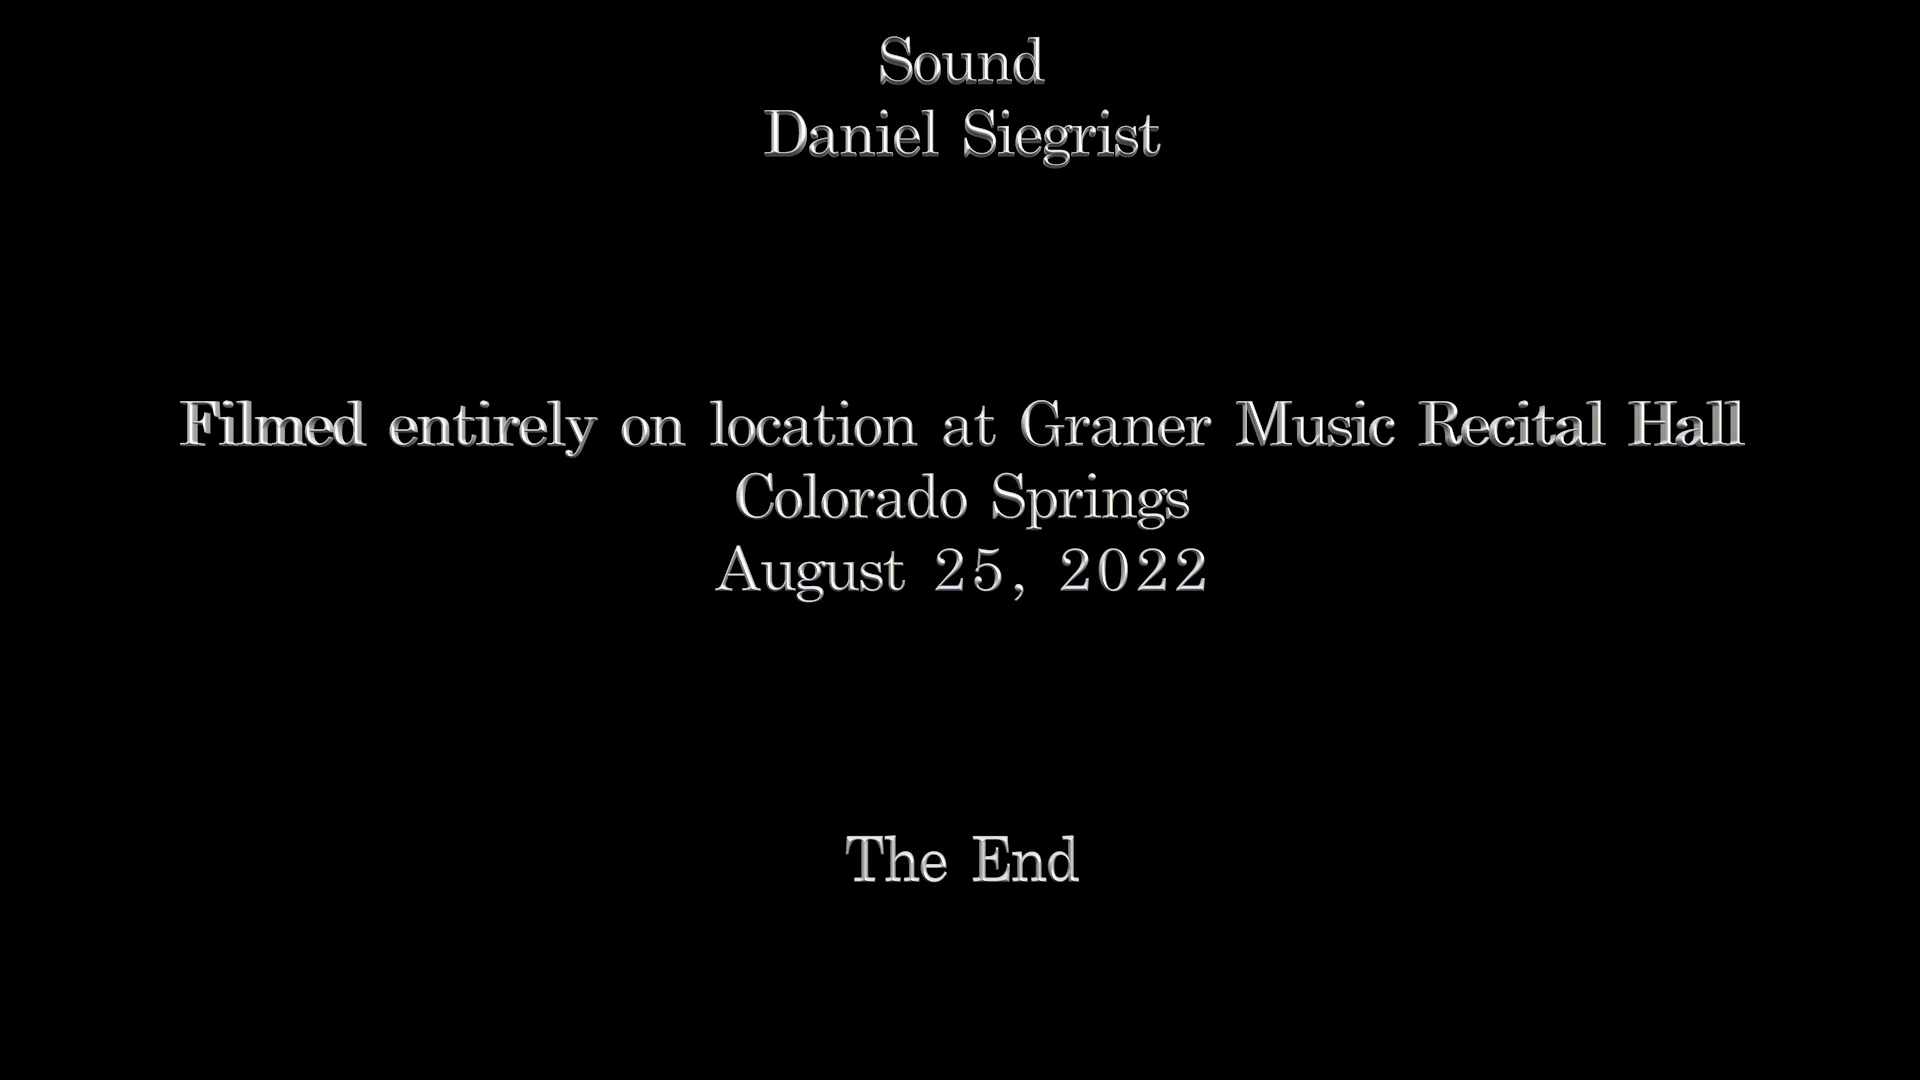 Sound
Daniel Siegrist
Filmed entirely on location at Graner Music Recital Hall
Colorado Springs
August 25, 2022
The End